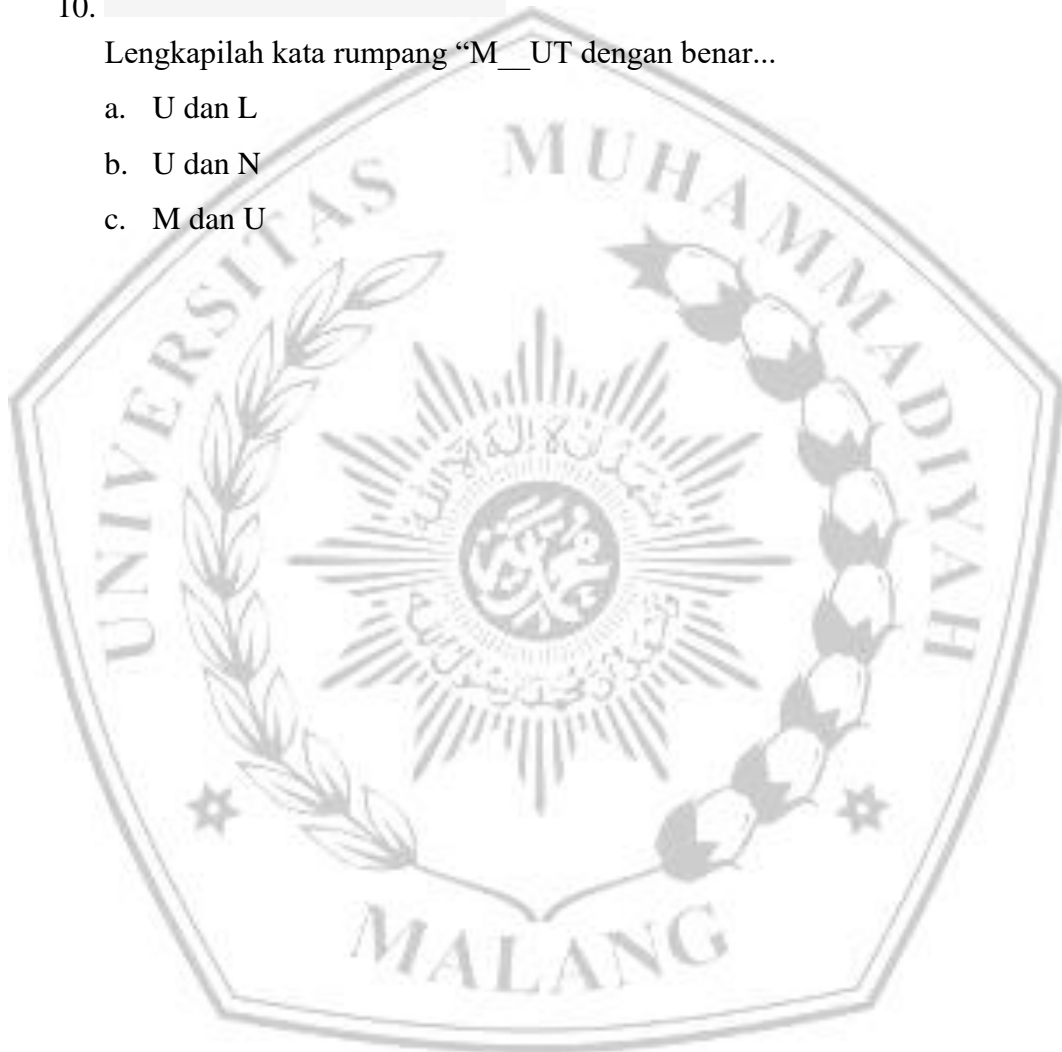 10.
Lengkapilah kata rumpang “M__UT dengan benar...
a. U dan L
b. U dan N
c. M dan U
UNIVERSITAS MUHAMMADIYAH
MALANG